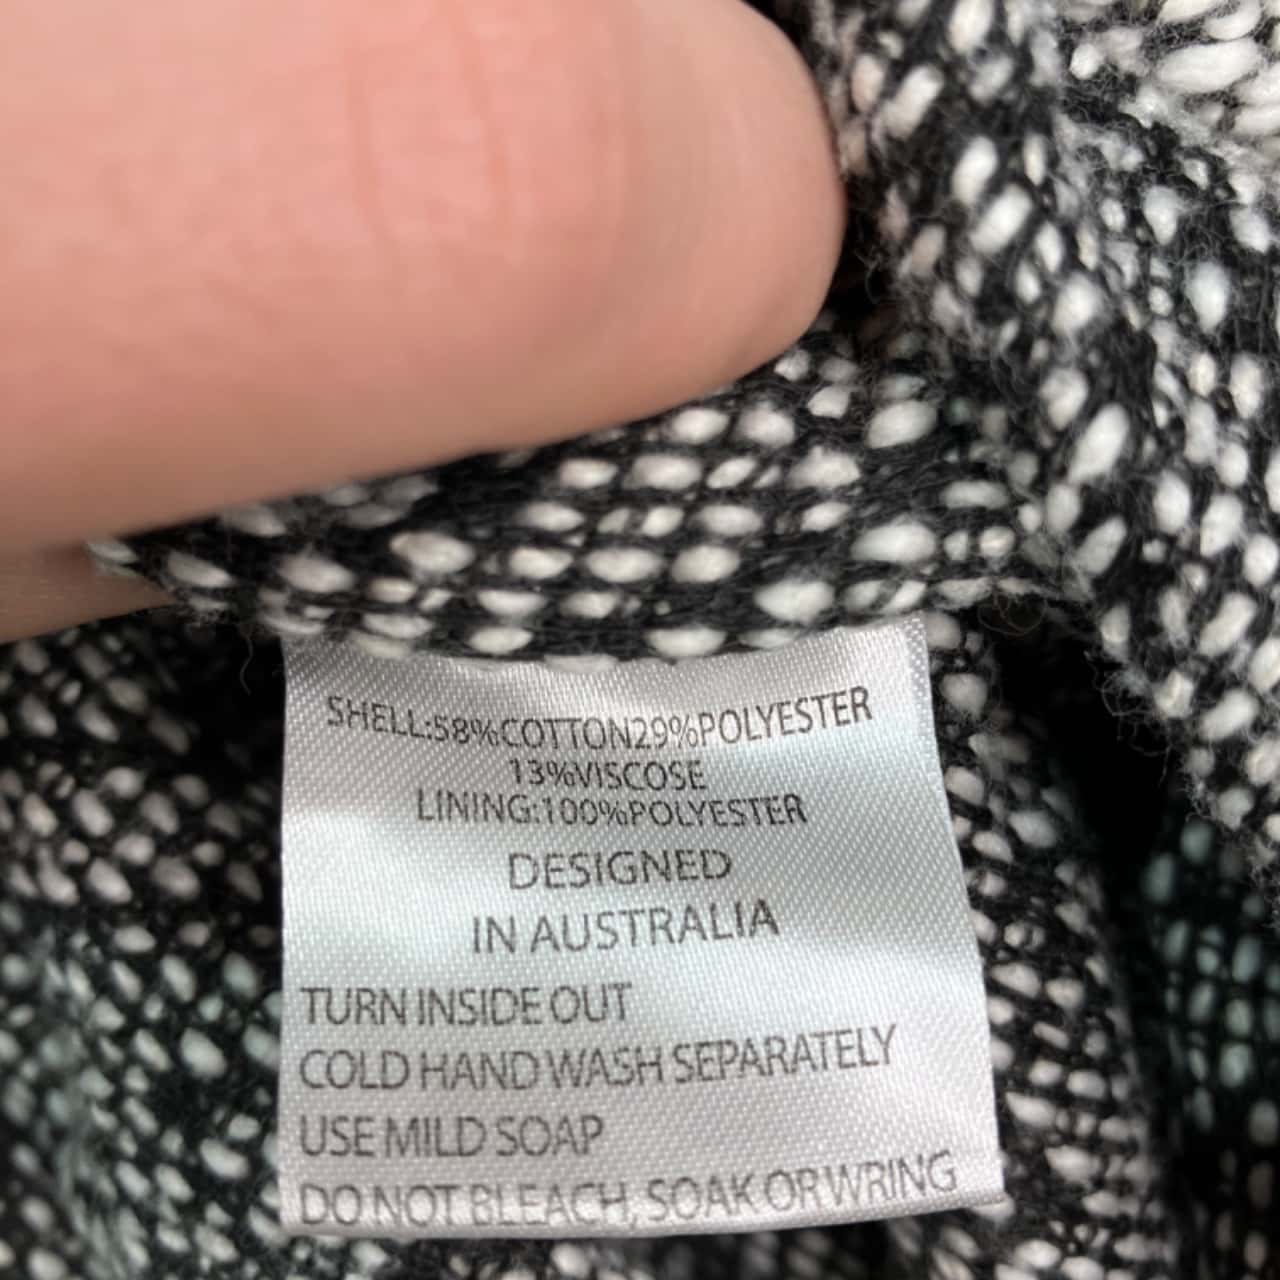 SHELL:58%COTTON29%POLYESTER
13%VISCOSE
LINING:100%POLYESTER
DESIGNED
IN AUSTRALIA
TURN INSIDE OUT
COLD HAND WASH SEPARATELY
USE MILD SOAP
DO NOT BLEACH, SOAK OR WRING